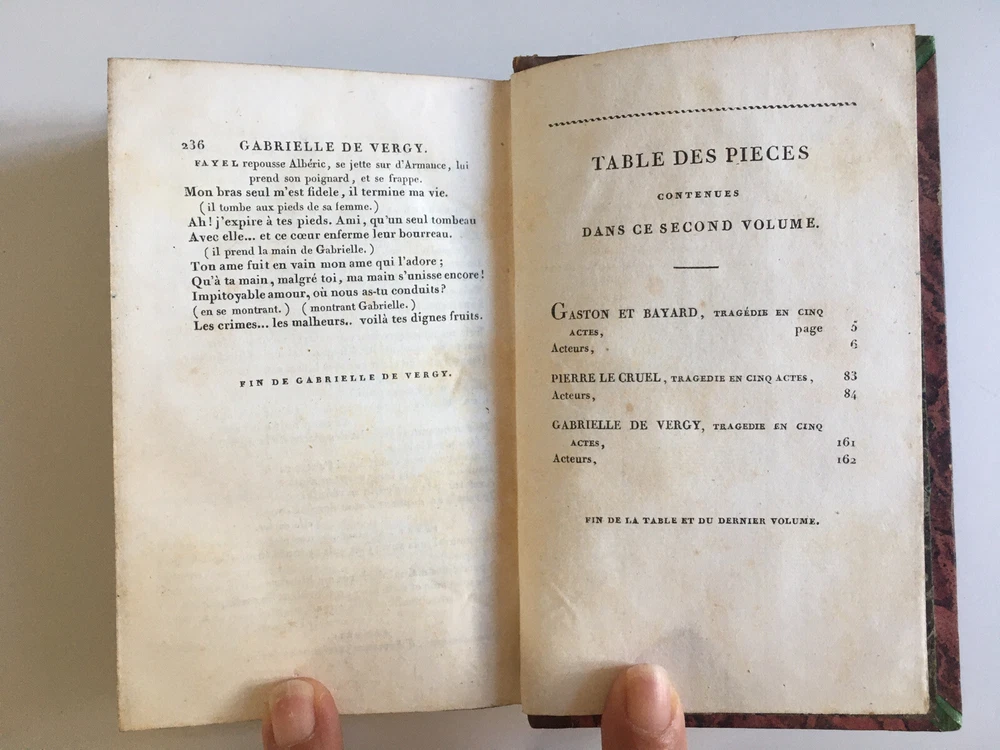 236 GABRIELLE DE VERGY.
FAYEL repousse Albéric, se jette sur d'Armance, lui
prend son poignard, et se frappe.
Mon bras seul m'est fidele, il termine ma vie.
(il tombe aux pieds de sa femme.)
Ah! j'expire à tes pieds. Ami, qu'un seul tombeau
Avec elle... et ce cœur enferme leur bourreau.
(il prend la main de Gabrielle.)
Ton ame fuit en vain mon ame qui l'adore;
Qu'à ta main, malgré toi, ma main s'unisse encore!
Impitoyable amour, où nous as-tu conduits?
(en se montrant.) (montrant Gabrielle.)
Les crimes... les malheurs.. voilà tes dignes fruits.
FIN DE GABRIELLE DE VERGY.
TABLE DES PIECES
CONTENUES
DANS CE SECOND VOLUME.
GASTON ET BAYARD, TRAGÉDIE EN CINQ
ACTES, page 5
Acteurs, 6
PIERRE LE CRUEL, TRAGEDIE EN CINQ ACTES, 83
Acteurs, 84
GABRIELLE DE VERGY, TRAGEDIE EN CINQ
ACTES, 161
Acteurs, 162
FIN DE LA TABLE ET DU DERNIER VOLUME.